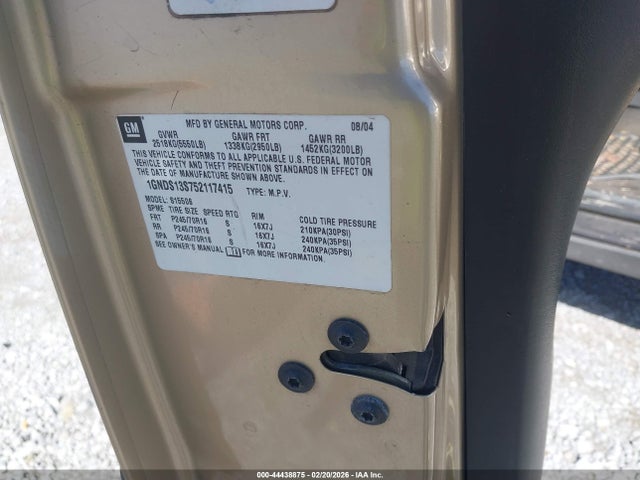 GM
MFD BY GENERAL MOTORS CORP. 08/04
GVWR GAWR FRT GAWR RR
2518KG(5550LB) 1338KG(2950LB) 1452KG(3200LB)
THIS VEHICLE CONFORMS TO ALL APPLICABLE U.S. FEDERAL MOTOR
VEHICLE SAFETY AND THEFT PREVENTION STANDARDS IN EFFECT ON
THE DATE OF MANUFACTURE SHOWN ABOVE.
1GNDS13S752117415 TYPE: M.P.V.
MODEL: S15506
SPME TIRE SIZE SPEED RTG RIM COLD TIRE PRESSURE
FRT P245/70R16 S 16X7J 210KPA(30PSI)
RR P245/70R16 S 16X7J 240KPA(35PSI)
SPA P245/70R16 S 16X7J 240KPA(35PSI)
SEE OWNER'S MANUAL FOR MORE INFORMATION.
000-44438875 - 02/20/2026 - IAAI.COM